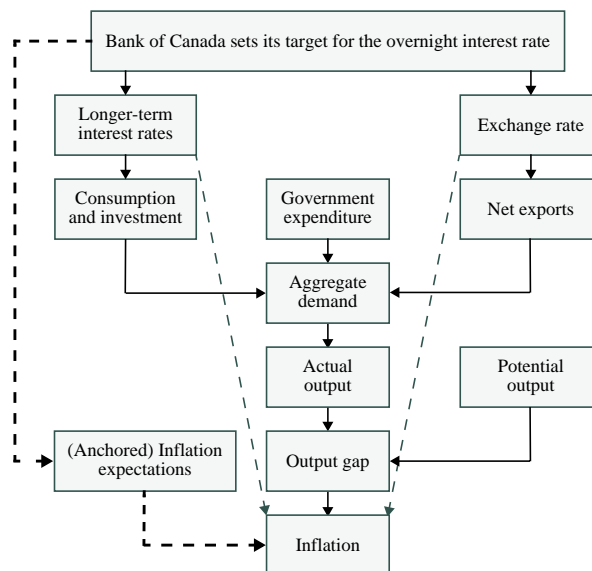 Bank of Canada sets its target for the overnight interest rate
Longer-term
interest rates
Exchange rate
Consumption
and investment
Government
expenditure
Net exports
Aggregate
demand
Actual
output
Potential
output
(Anchored) Inflation
expectations
Output gap
Inflation